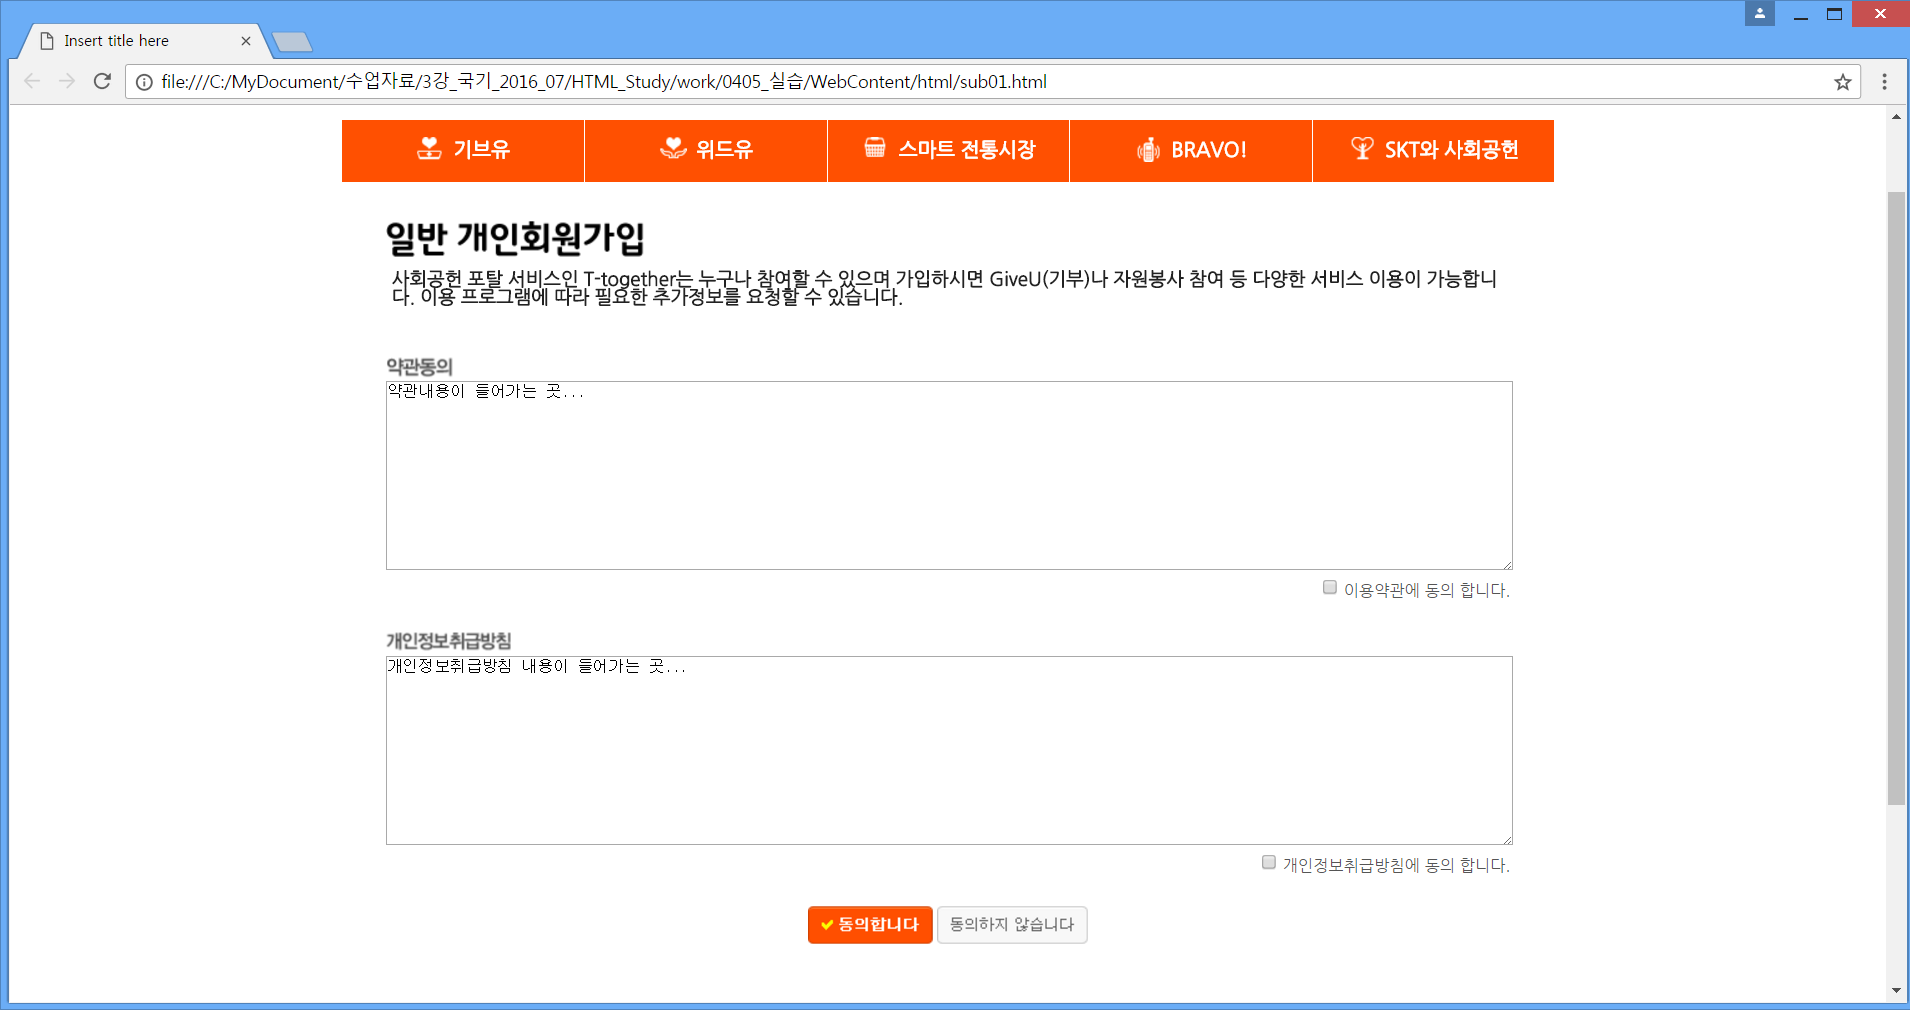 Insert title here
file:///C:/MyDocument/수업자료/3강_국기_2016_07/HTML_Study/work/0405_실습/WebContent/html/sub01.html
기브유 위드유 스마트 전통시장 BRAVO! SKT와 사회공헌
일반 개인회원가입
사회공헌 포탈 서비스인 T-together는 누구나 참여할 수 있으며 가입하시면 GiveU(기부)나 자원봉사 참여 등 다양한 서비스 이용이 가능합니
다. 이용 프로그램에 따라 필요한 추가정보를 요청할 수 있습니다.
약관동의
약관내용이 들어가는 곳...
이용약관에 동의 합니다.
개인정보취급방침
개인정보취급방침 내용이 들어가는 곳...
개인정보취급방침에 동의 합니다.
동의합니다 동의하지 않습니다